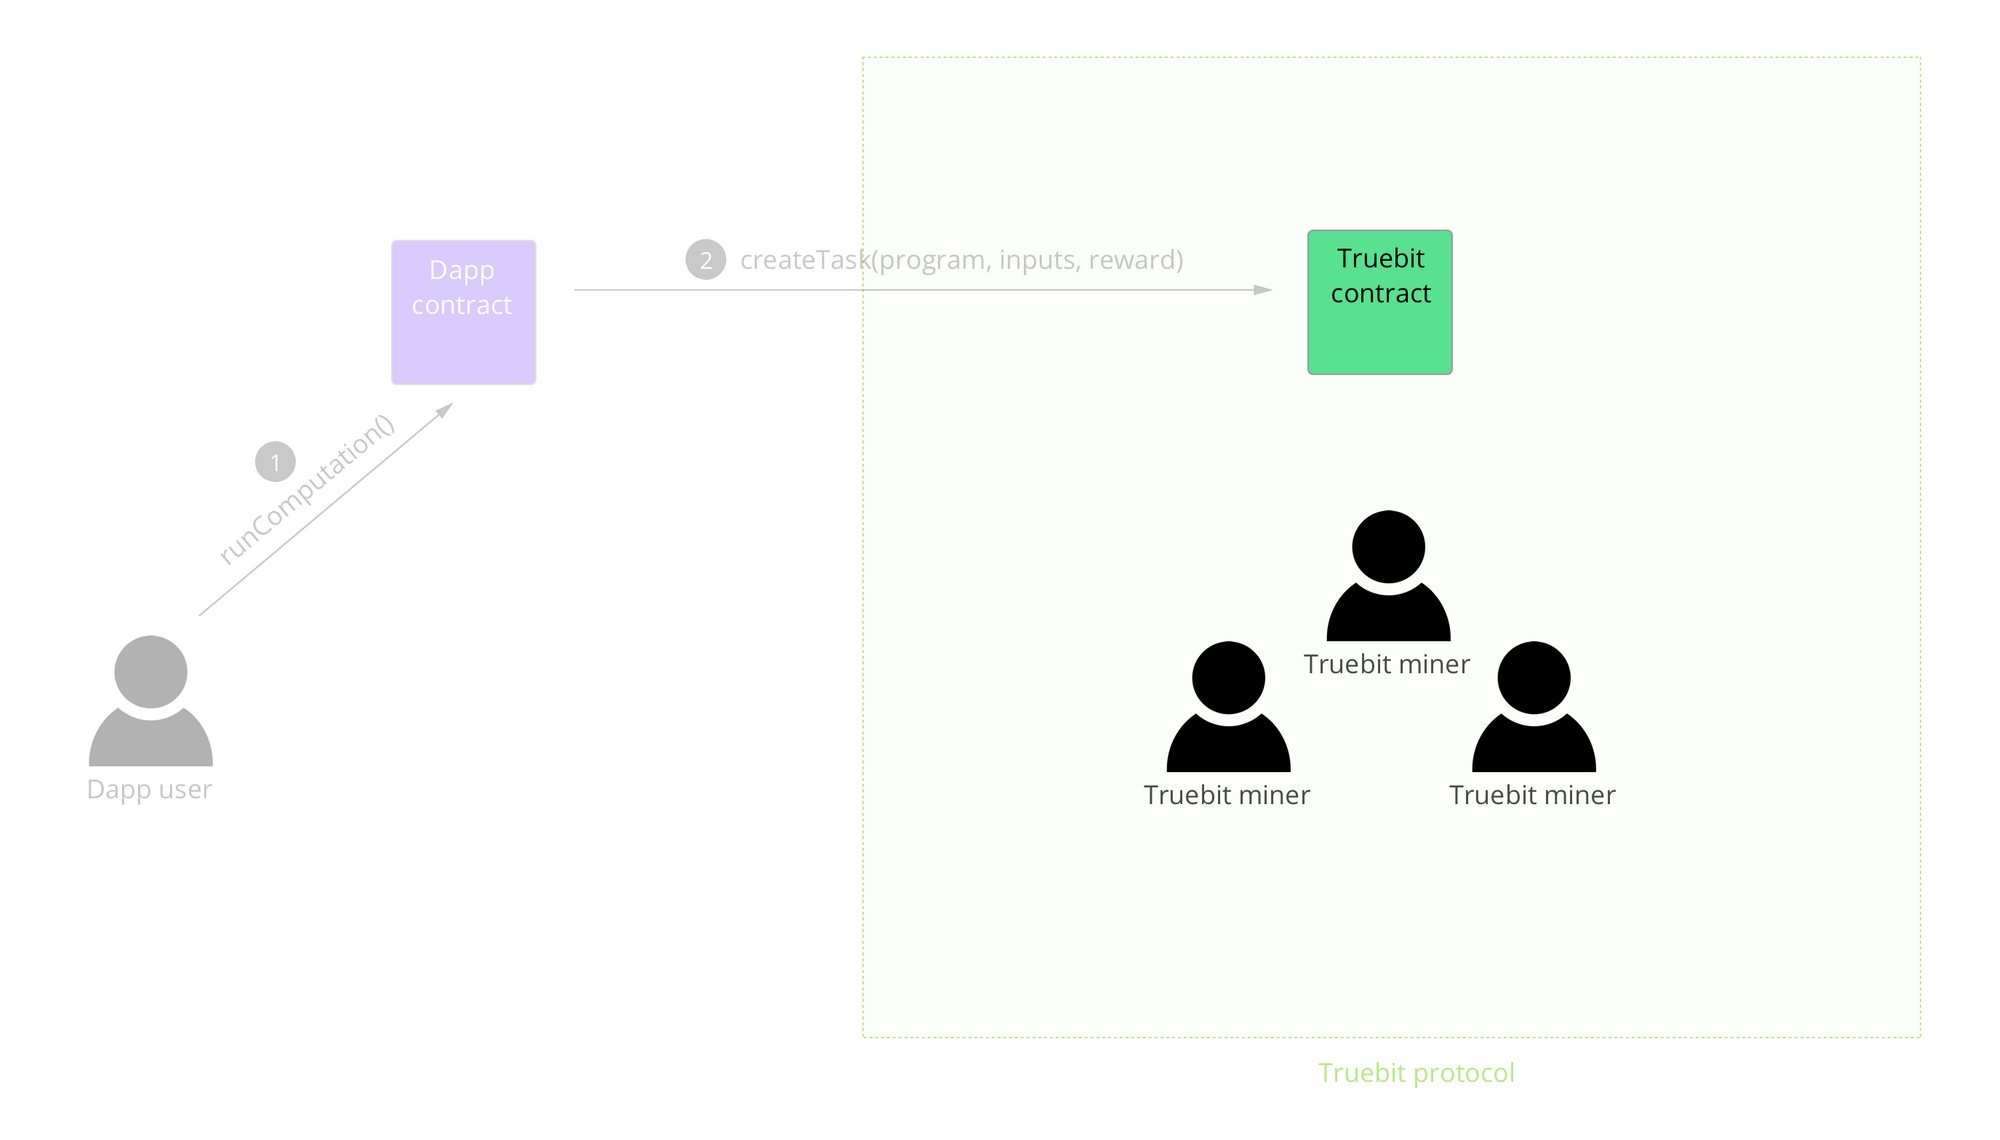 Dapp
contract
2 createTask(program, inputs, reward)
Truebit
contract
1
runComputation()
Dapp user
Truebit miner
Truebit miner
Truebit miner
Truebit protocol